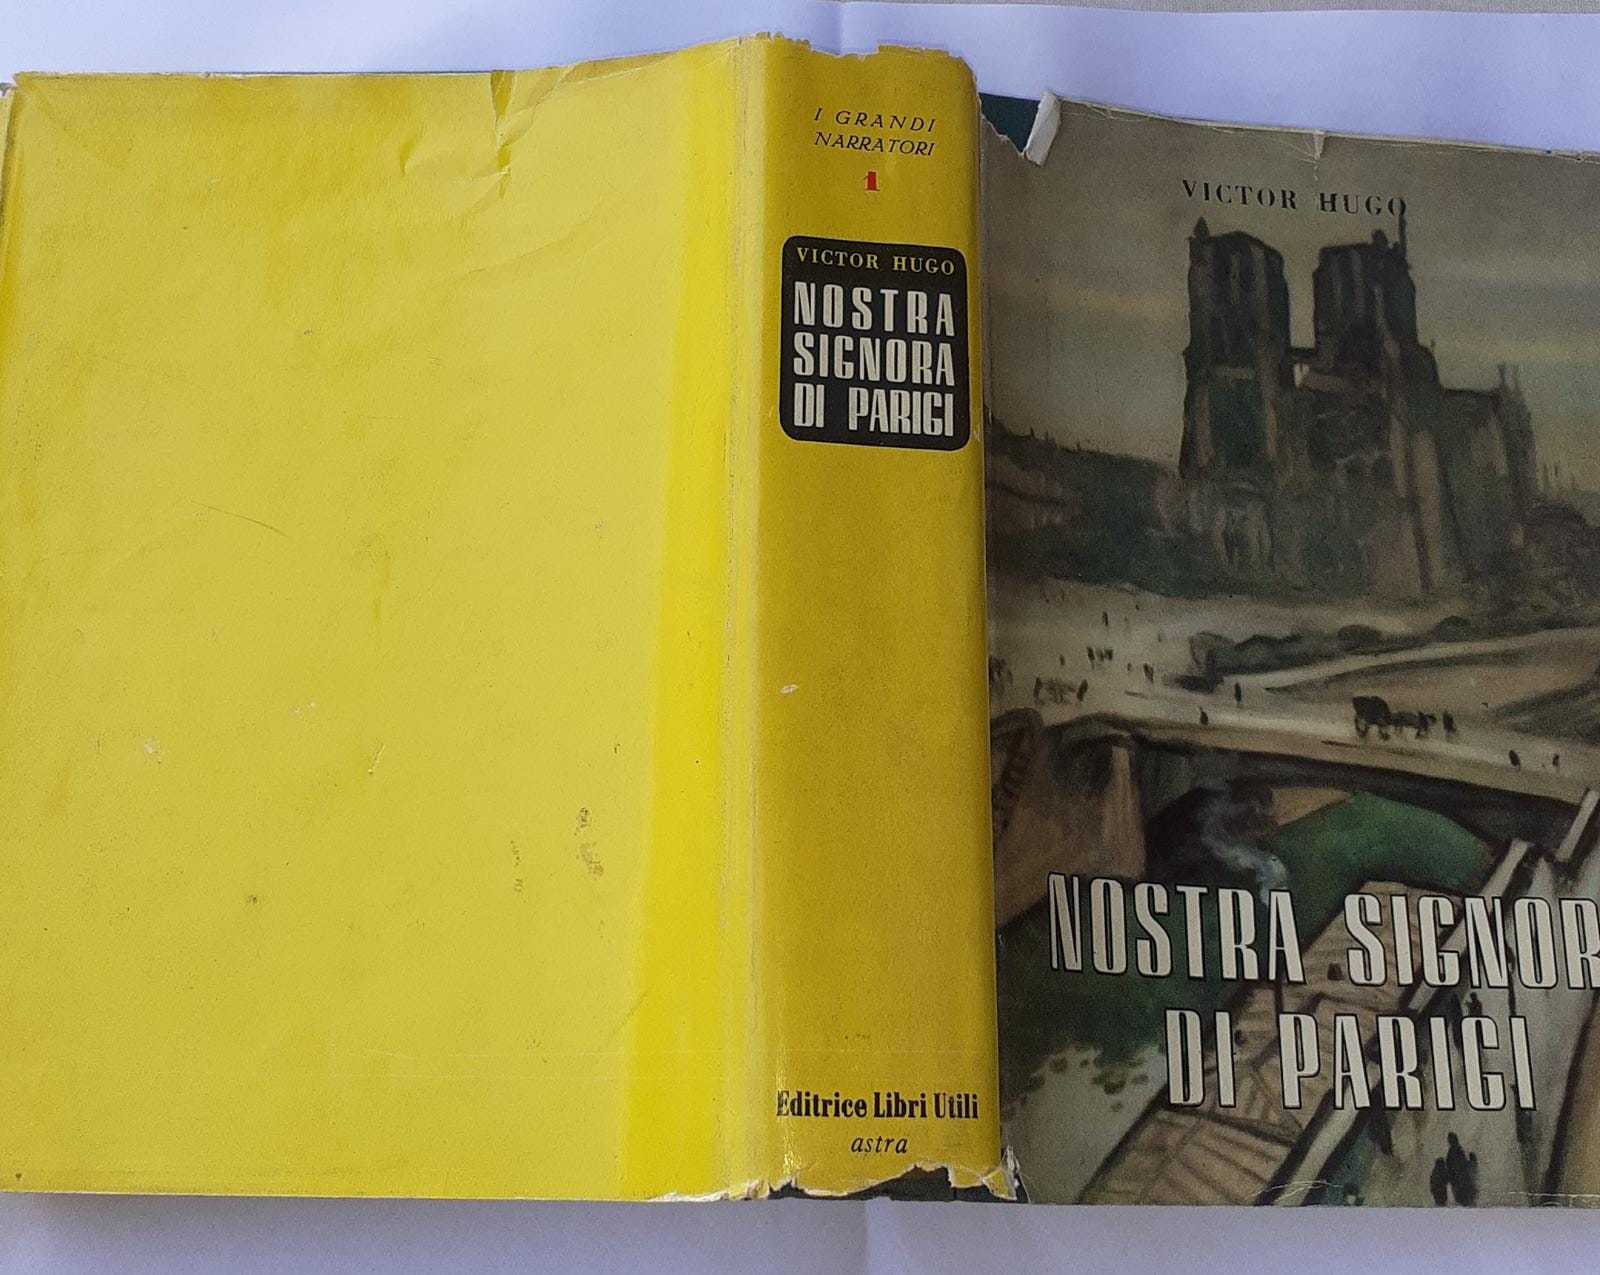 I GRANDI
NARRATORI
1
VICTOR HUGO
NOSTRA
SIGNORA
DI PARIGI
Editrice Libri Utili
astra
VICTOR HUGO
NOSTRA SIGNOR
DI PARIGI